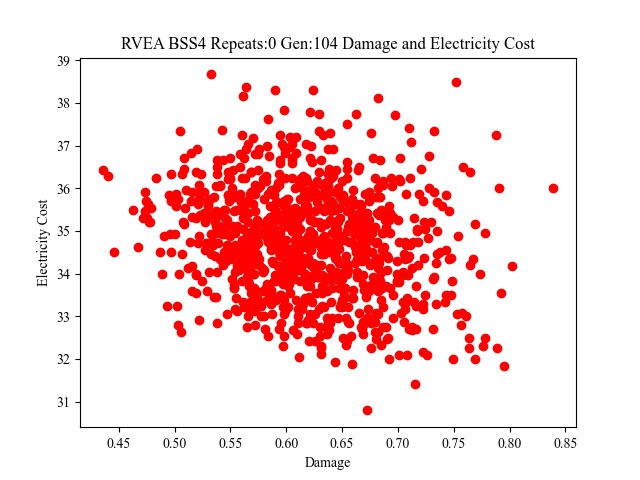 RVEA BSS4 Repeats:0 Gen:104 Damage and Electricity Cost
39
38
37
36
35
34
33
32
31
Electricity Cost
0.45 0.50 0.55 0.60 0.65 0.70 0.75 0.80 0.85
Damage